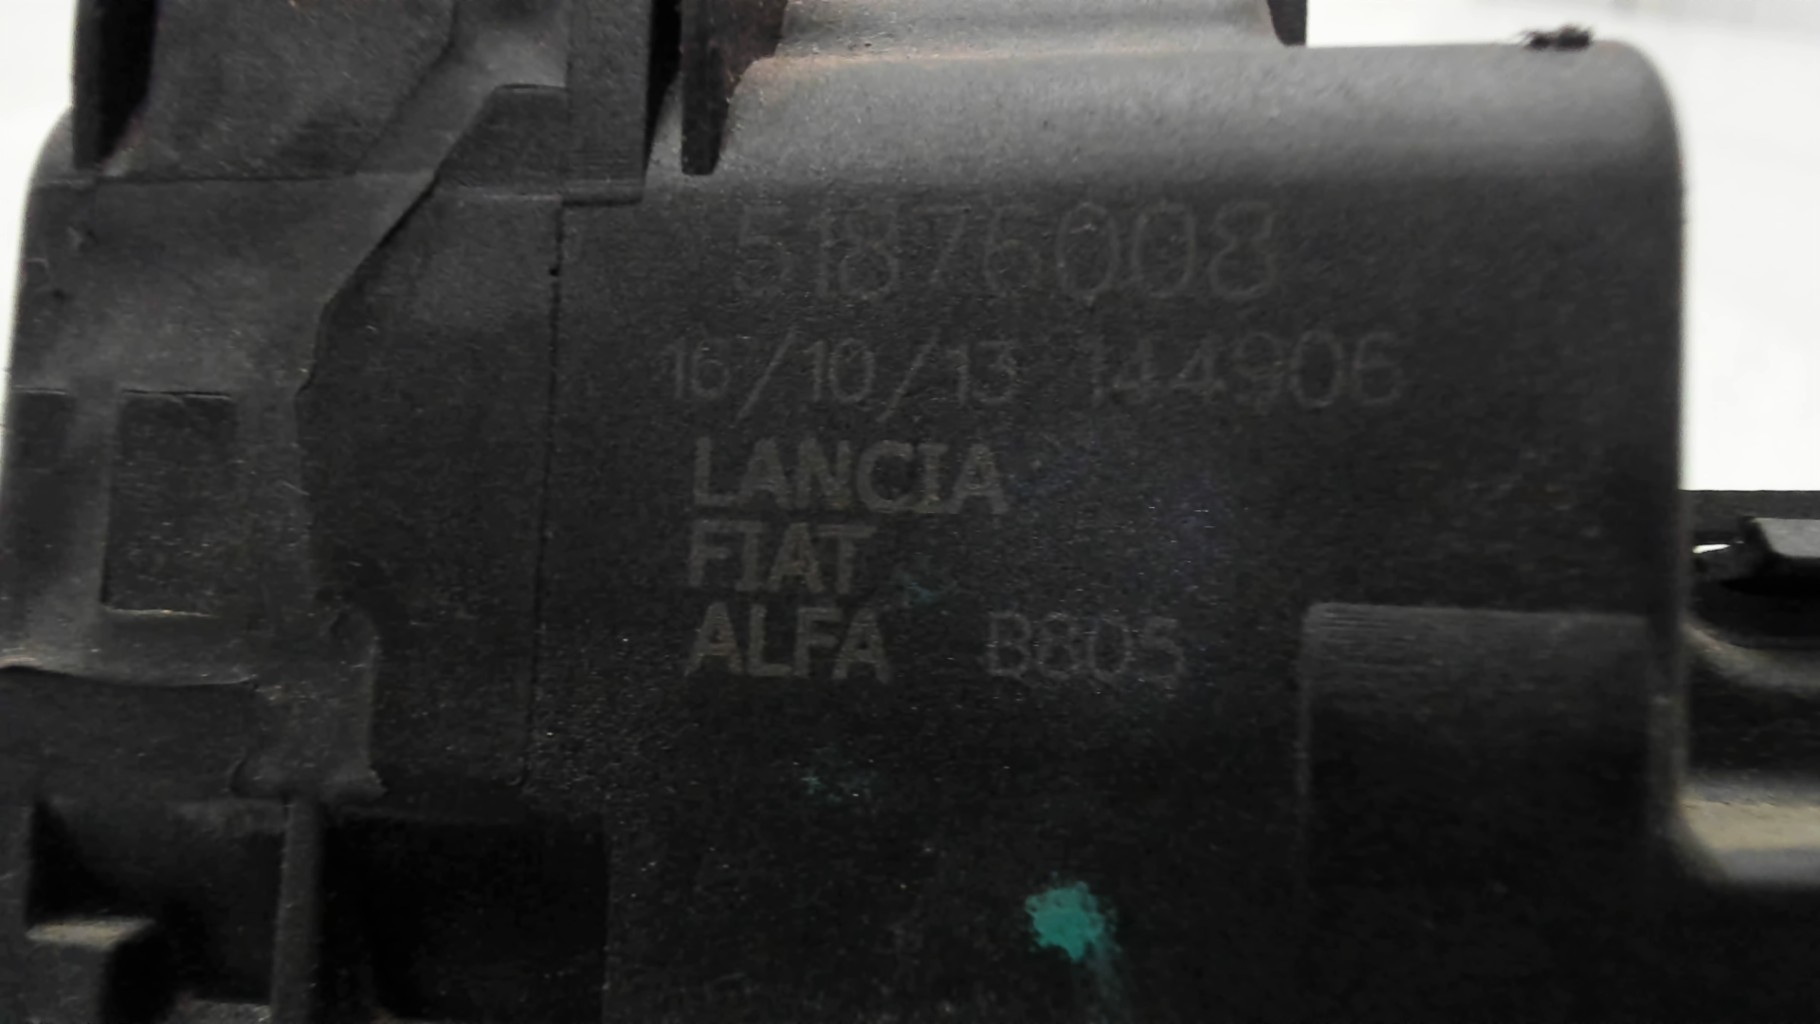 51876008
16/10/13 144906
LANCIA
FIAT
ALFA B805